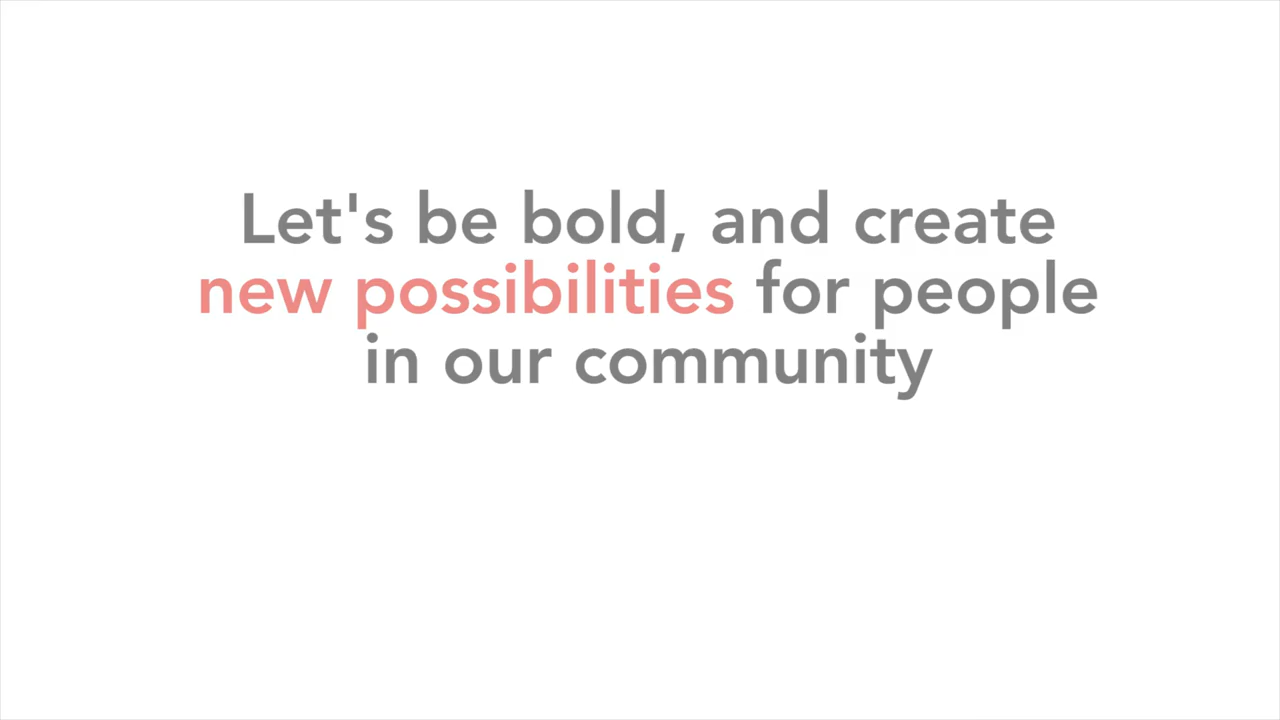 Let's be bold, and create
new possibilities for people
in our community